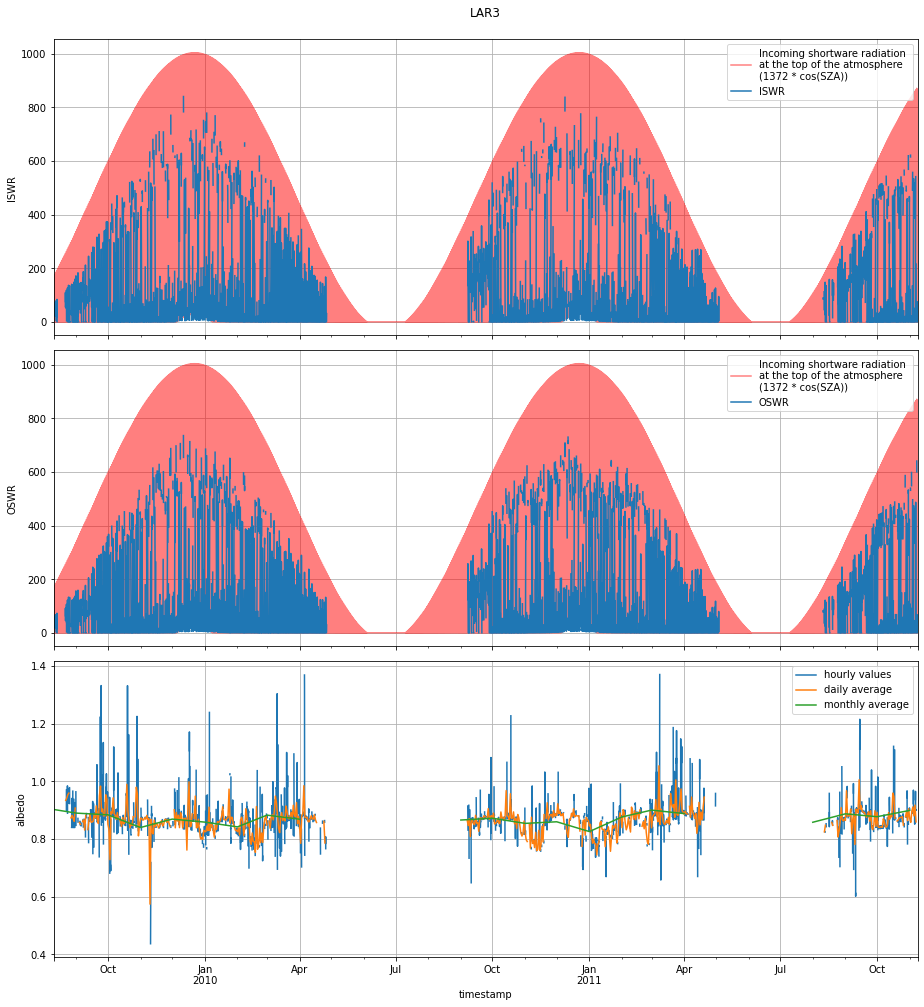 LAR3
1000
800
600
400
200
0
ISWR
Incoming shortware radiation
at the top of the atmosphere
(1372 * cos(SZA))
ISWR
1000
800
600
400
200
0
OSWR
Incoming shortware radiation
at the top of the atmosphere
(1372 * cos(SZA))
OSWR
1.4
1.2
1.0
0.8
0.6
0.4
albedo
hourly values
daily average
monthly average
Oct Jan Apr Jul Oct Jan Apr Jul Oct
2010 2011
timestamp